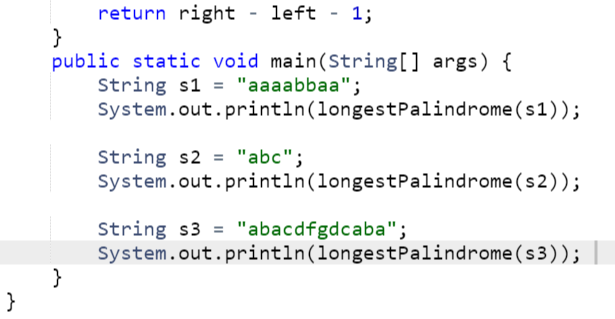 return right - left - 1;
}
public static void main(String[] args) {
String s1 = "aaaabbaa";
System.out.println(longestPalindrome(s1));
String s2 = "abc";
System.out.println(longestPalindrome(s2));
String s3 = "abacdfgdcaba";
System.out.println(longestPalindrome(s3));
}
}